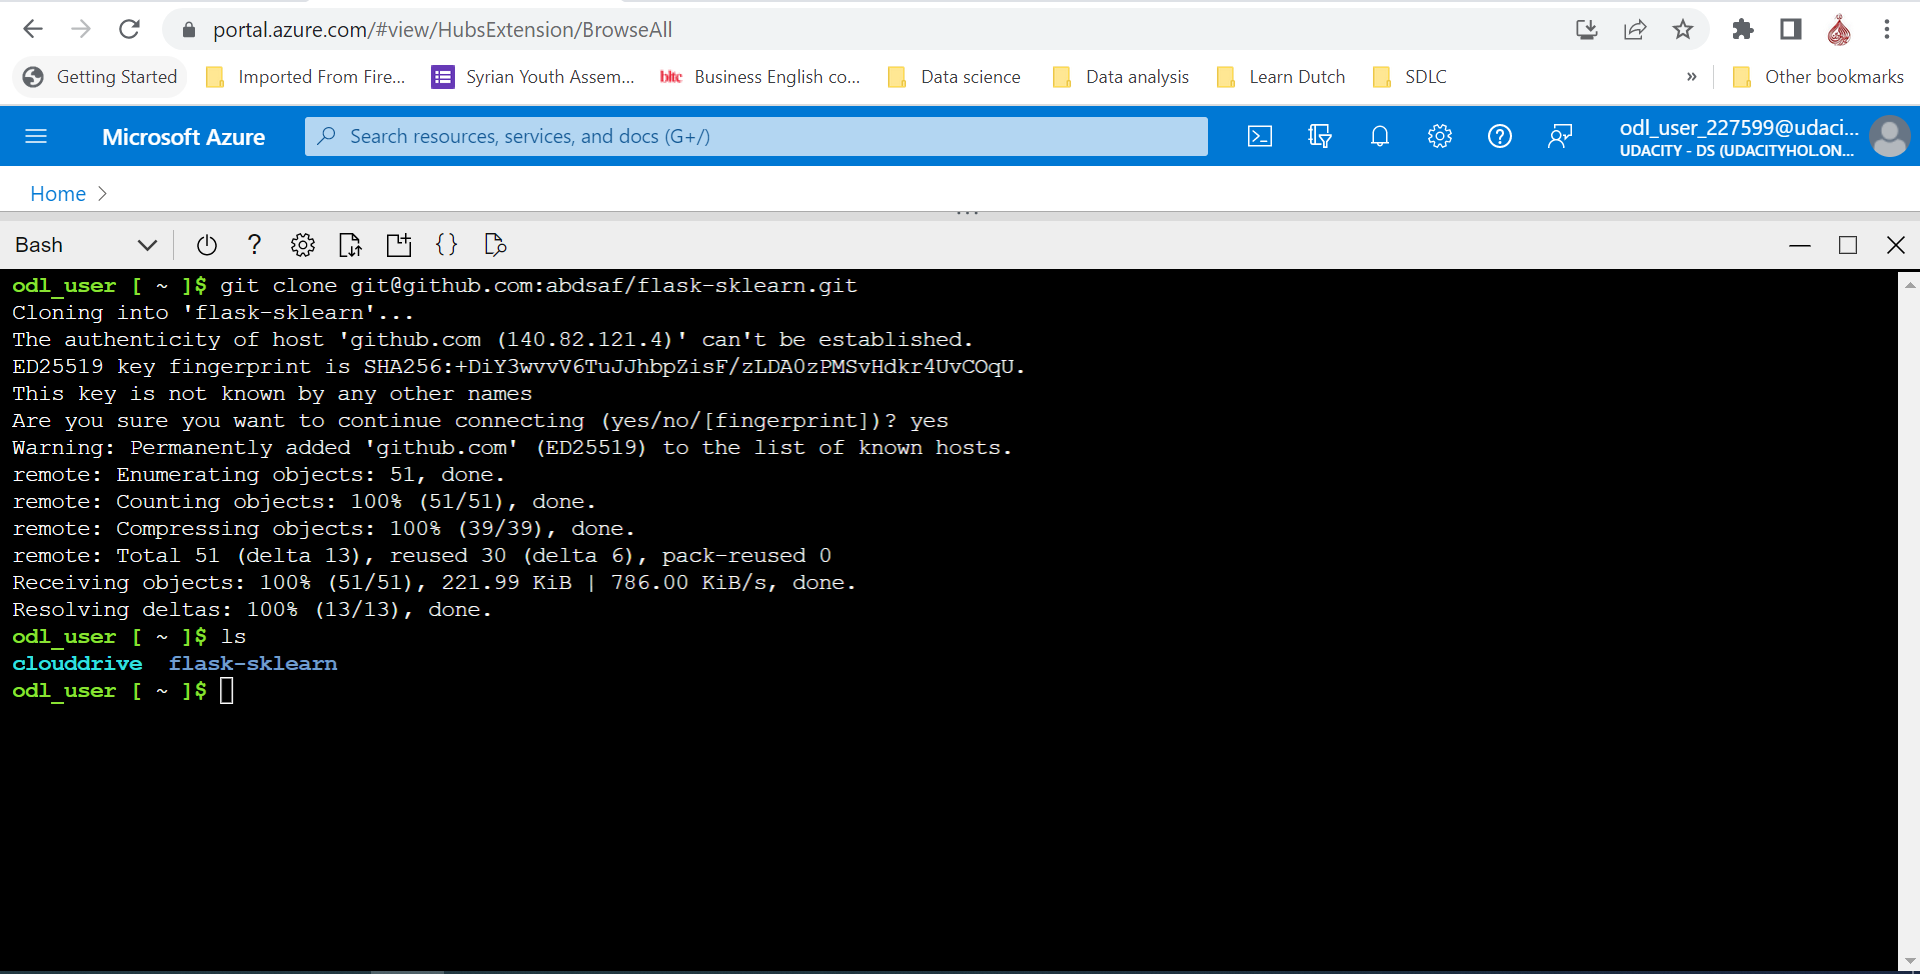 portal.azure.com/#view/HubsExtension/BrowseAll
Getting Started
Imported From Fire...
Syrian Youth Assem...
bltc Business English co...
Data science
Data analysis
Learn Dutch
SDLC
»
Other bookmarks
Microsoft Azure
Search resources, services, and docs (G+/)
odl_user_227599@udaci...
UDACITY - DS (UDACITYHOL.ON...
Home >
Bash
odl_user [ ~ ]$ git clone git@github.com:abdsaf/flask-sklearn.git
Cloning into 'flask-sklearn'...
The authenticity of host 'github.com (140.82.121.4)' can't be established.
ED25519 key fingerprint is SHA256:+DiY3wvvV6TuJJhbpZisF/zLDA0zPMSvHdkr4UvCOqU.
This key is not known by any other names
Are you sure you want to continue connecting (yes/no/[fingerprint])? yes
Warning: Permanently added 'github.com' (ED25519) to the list of known hosts.
remote: Enumerating objects: 51, done.
remote: Counting objects: 100% (51/51), done.
remote: Compressing objects: 100% (39/39), done.
remote: Total 51 (delta 13), reused 30 (delta 6), pack-reused 0
Receiving objects: 100% (51/51), 221.99 KiB | 786.00 KiB/s, done.
Resolving deltas: 100% (13/13), done.
odl_user [ ~ ]$ ls
clouddrive flask-sklearn
odl_user [ ~ ]$